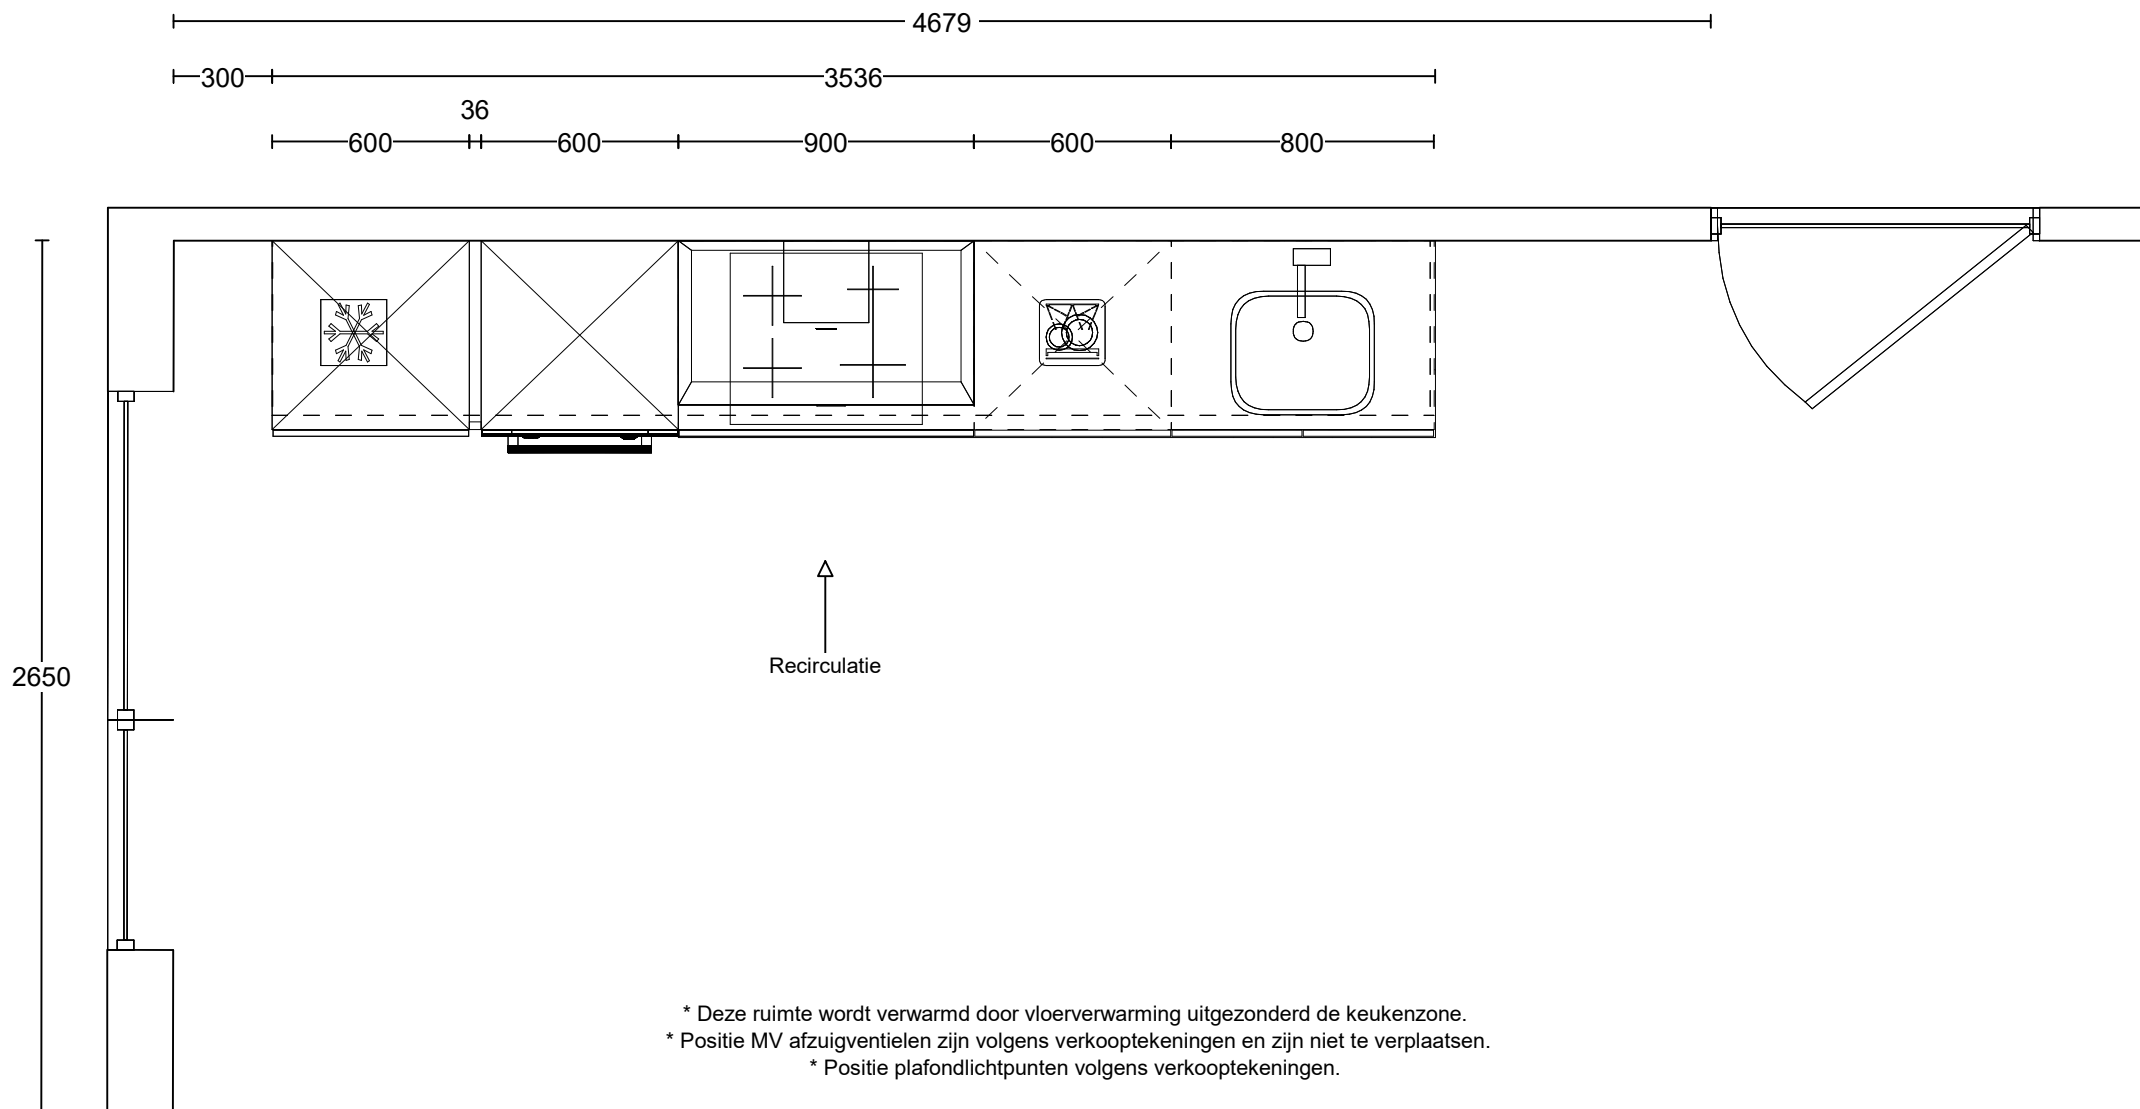 4679
300
3536
36
600
600
900
600
800
2650
Recirculatie
* Deze ruimte wordt verwarmd door vloerverwarming uitgezonderd de keukenzone.
* Positie MV afzuigventielen zijn volgens verkooptekeningen en zijn niet te verplaatsen.
* Positie plafondlichtpunten volgens verkooptekeningen.